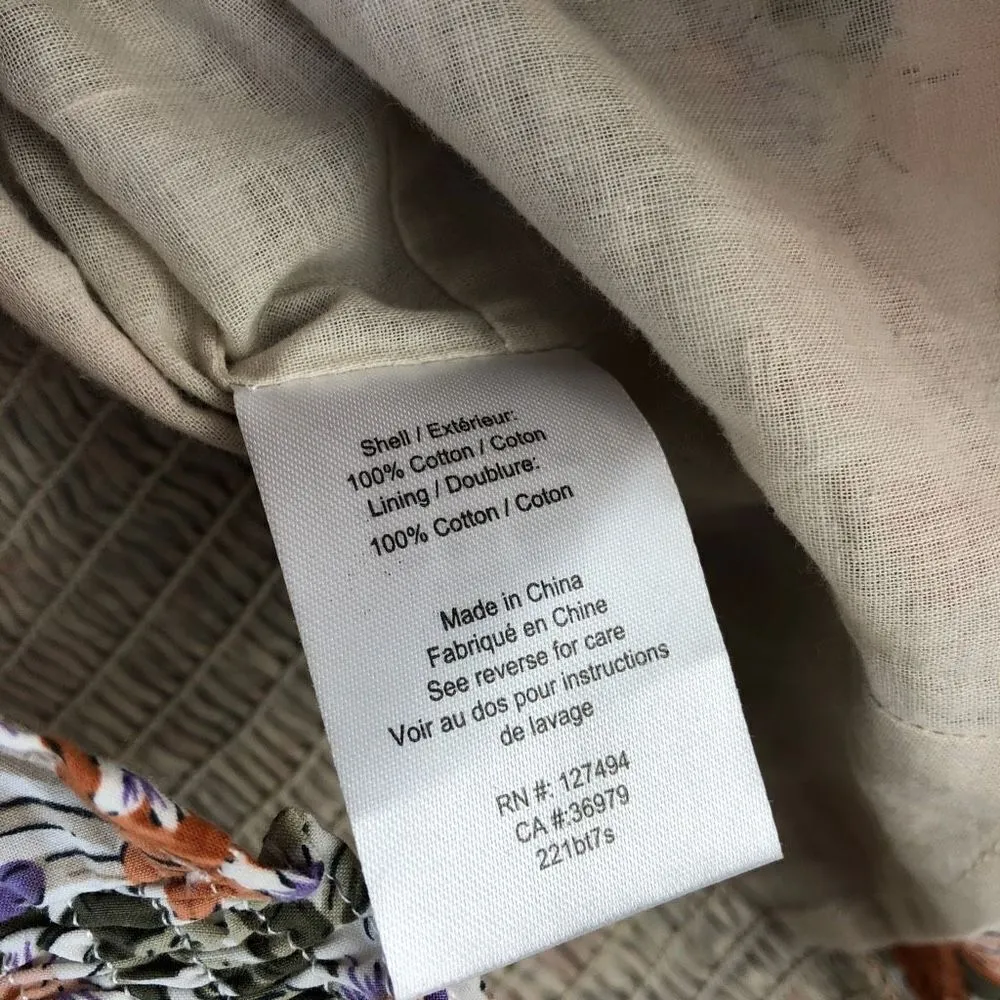 Shell / Extérieur:
100% Cotton / Coton
Lining / Doublure:
100% Cotton / Coton
Made in China
Fabriqué en Chine
See reverse for care
Voir au dos pour instructions
de lavage
RN #: 127494
CA #:36979
221bt7s